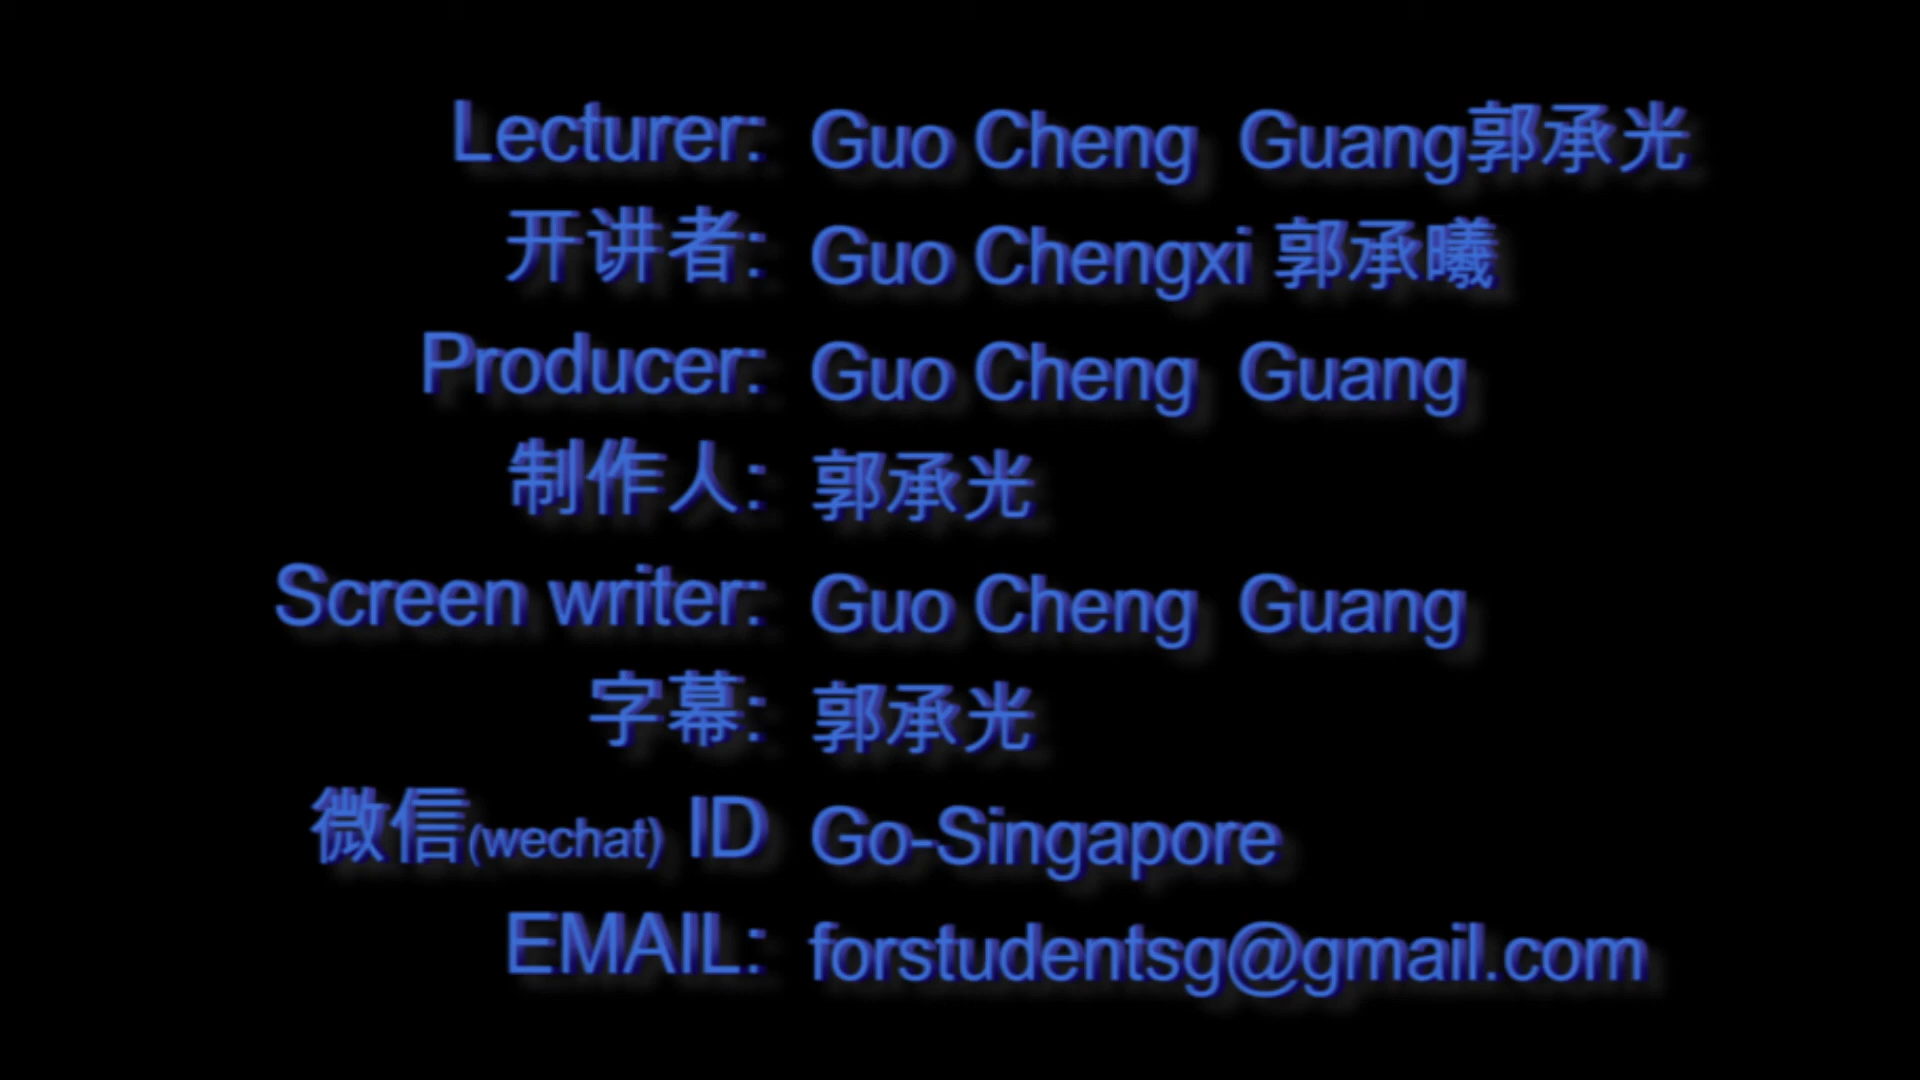 Lecturer: Guo Cheng  Guang郭承光
开讲者: Guo Chengxi 郭承曦
Producer: Guo Cheng  Guang
制作人: 郭承光
Screen writer: Guo Cheng  Guang
字幕: 郭承光
微信(wechat) ID Go-Singapore
EMAIL: forstudentsg@gmail.com